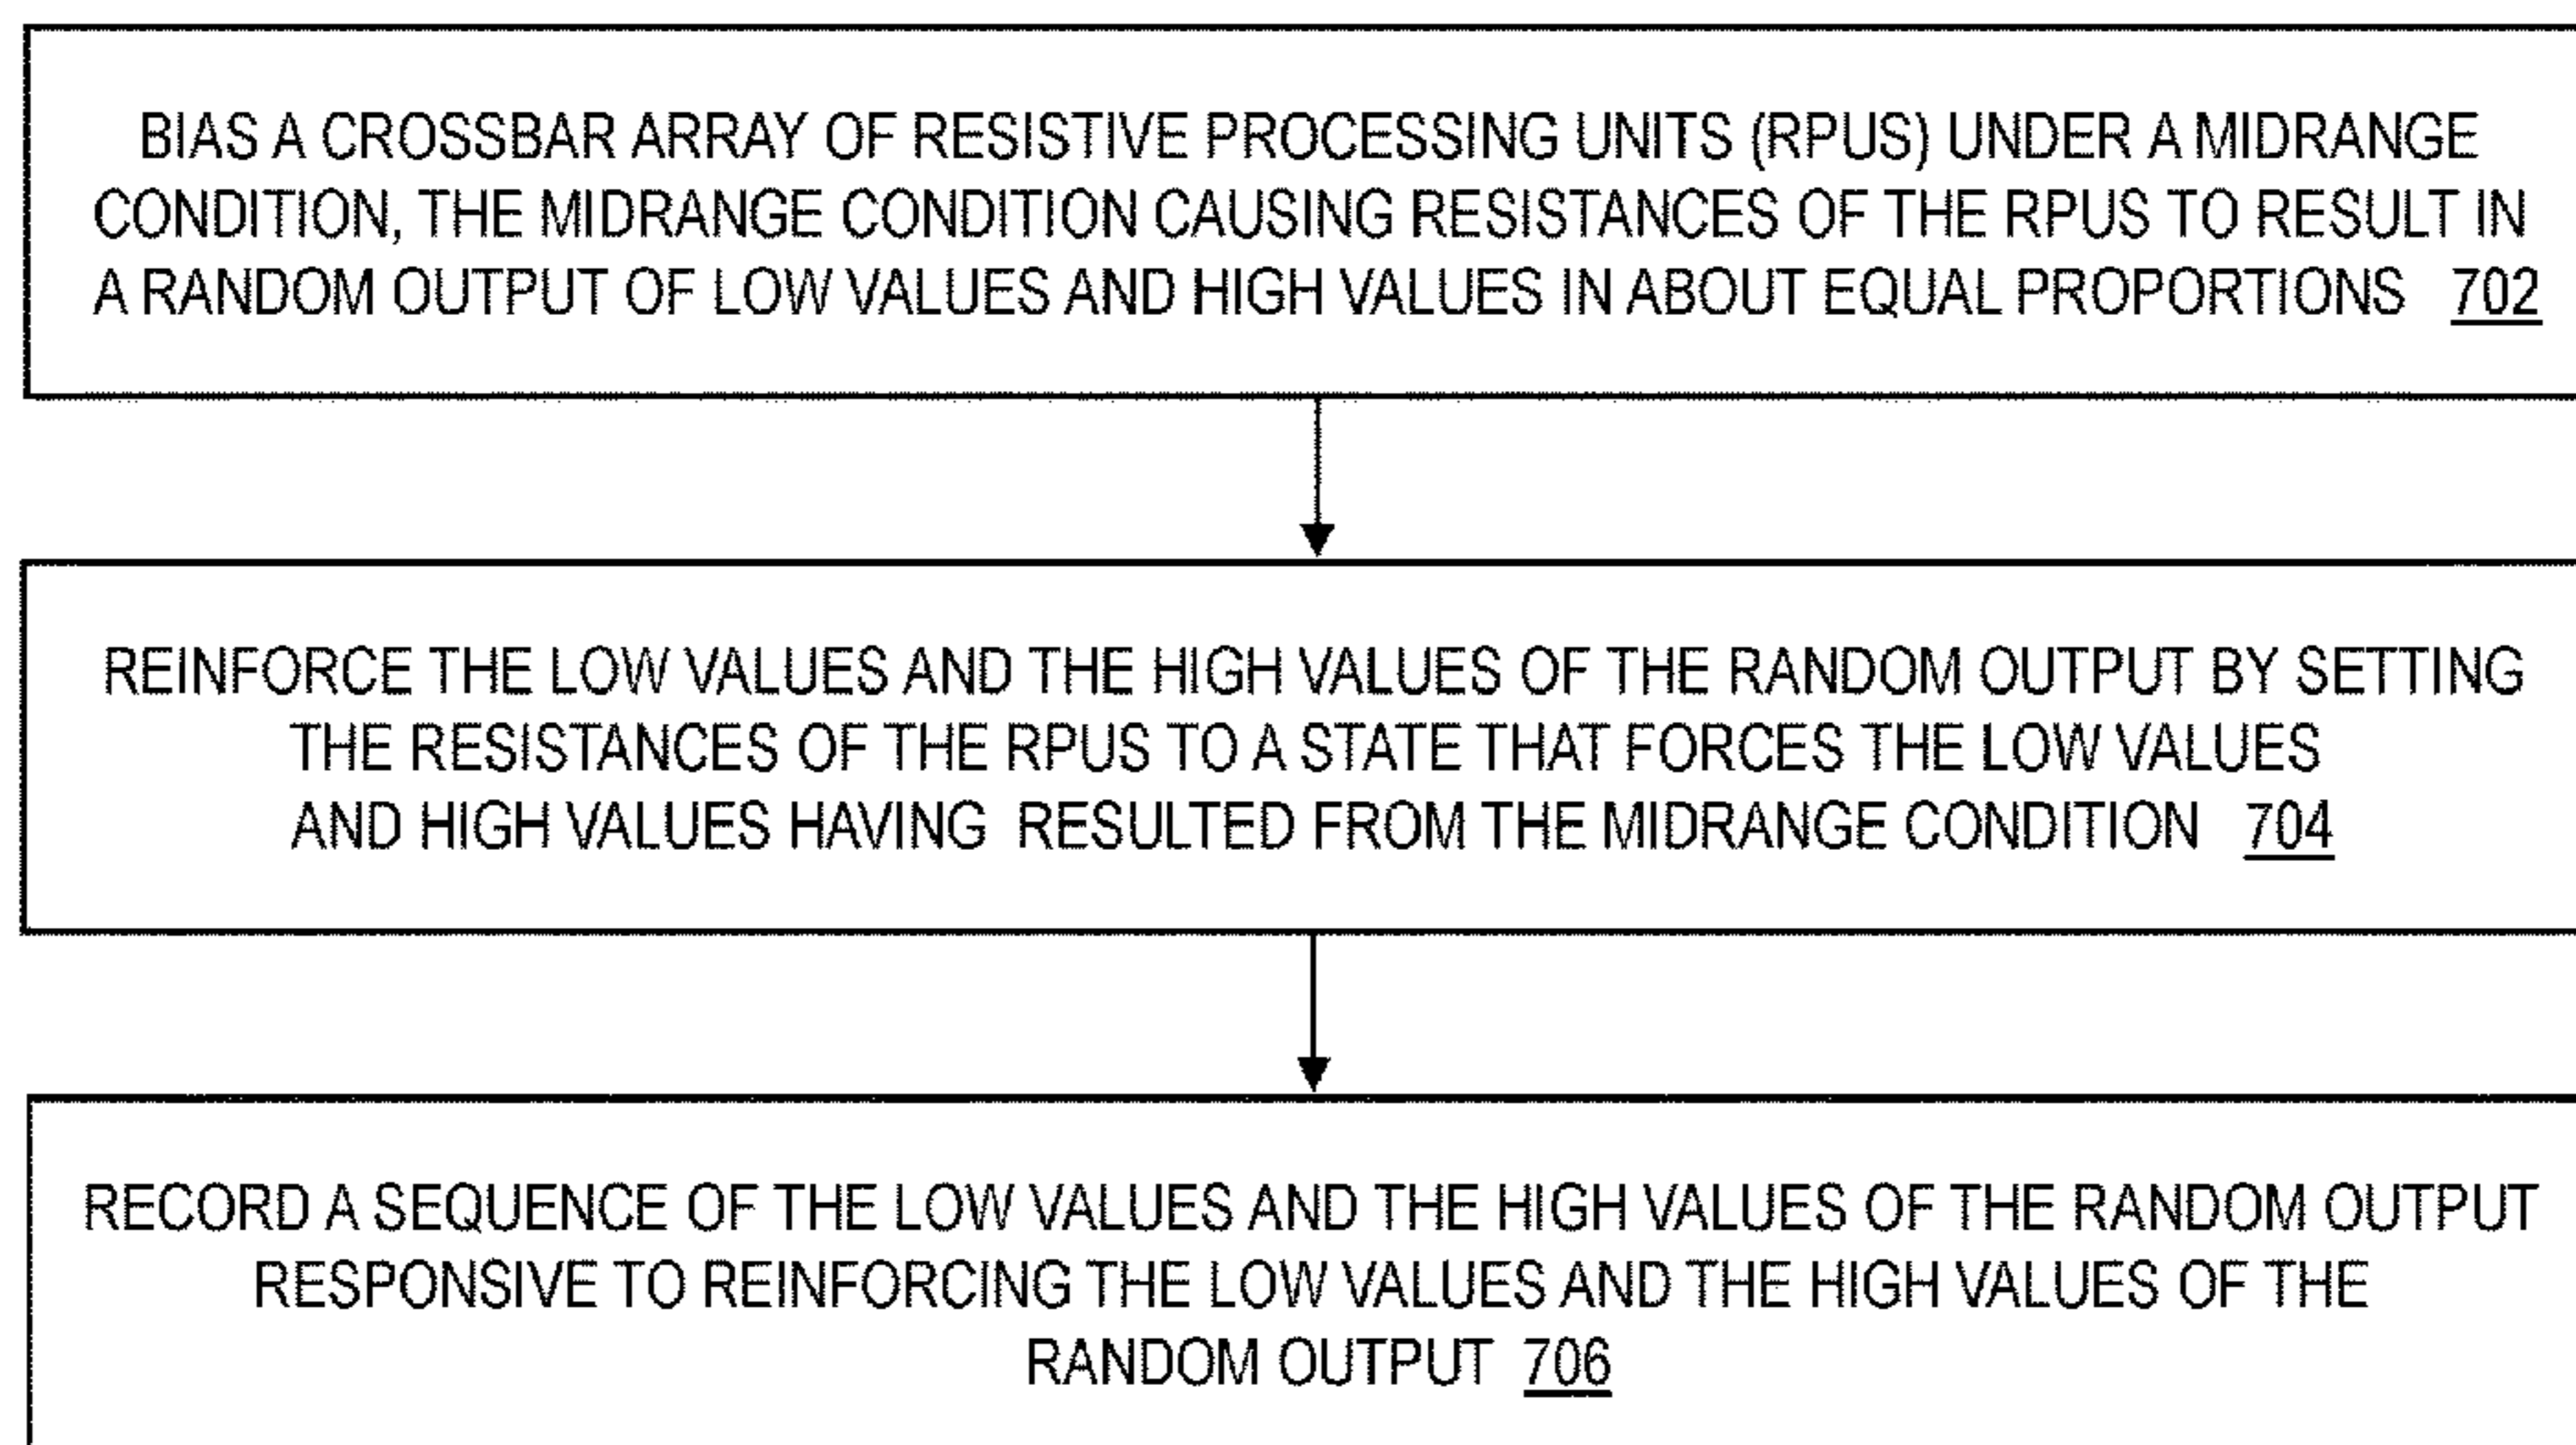 BIAS A CROSSBAR ARRAY OF RESISTIVE PROCESSING UNITS (RPUS) UNDER A MIDRANGE
CONDITION, THE MIDRANGE CONDITION CAUSING RESISTANCES OF THE RPUS TO RESULT IN
A RANDOM OUTPUT OF LOW VALUES AND HIGH VALUES IN ABOUT EQUAL PROPORTIONS 702
REINFORCE THE LOW VALUES AND THE HIGH VALUES OF THE RANDOM OUTPUT BY SETTING
THE RESISTANCES OF THE RPUS TO A STATE THAT FORCES THE LOW VALUES
AND HIGH VALUES HAVING RESULTED FROM THE MIDRANGE CONDITION 704
RECORD A SEQUENCE OF THE LOW VALUES AND THE HIGH VALUES OF THE RANDOM OUTPUT
RESPONSIVE TO REINFORCING THE LOW VALUES AND THE HIGH VALUES OF THE
RANDOM OUTPUT 706